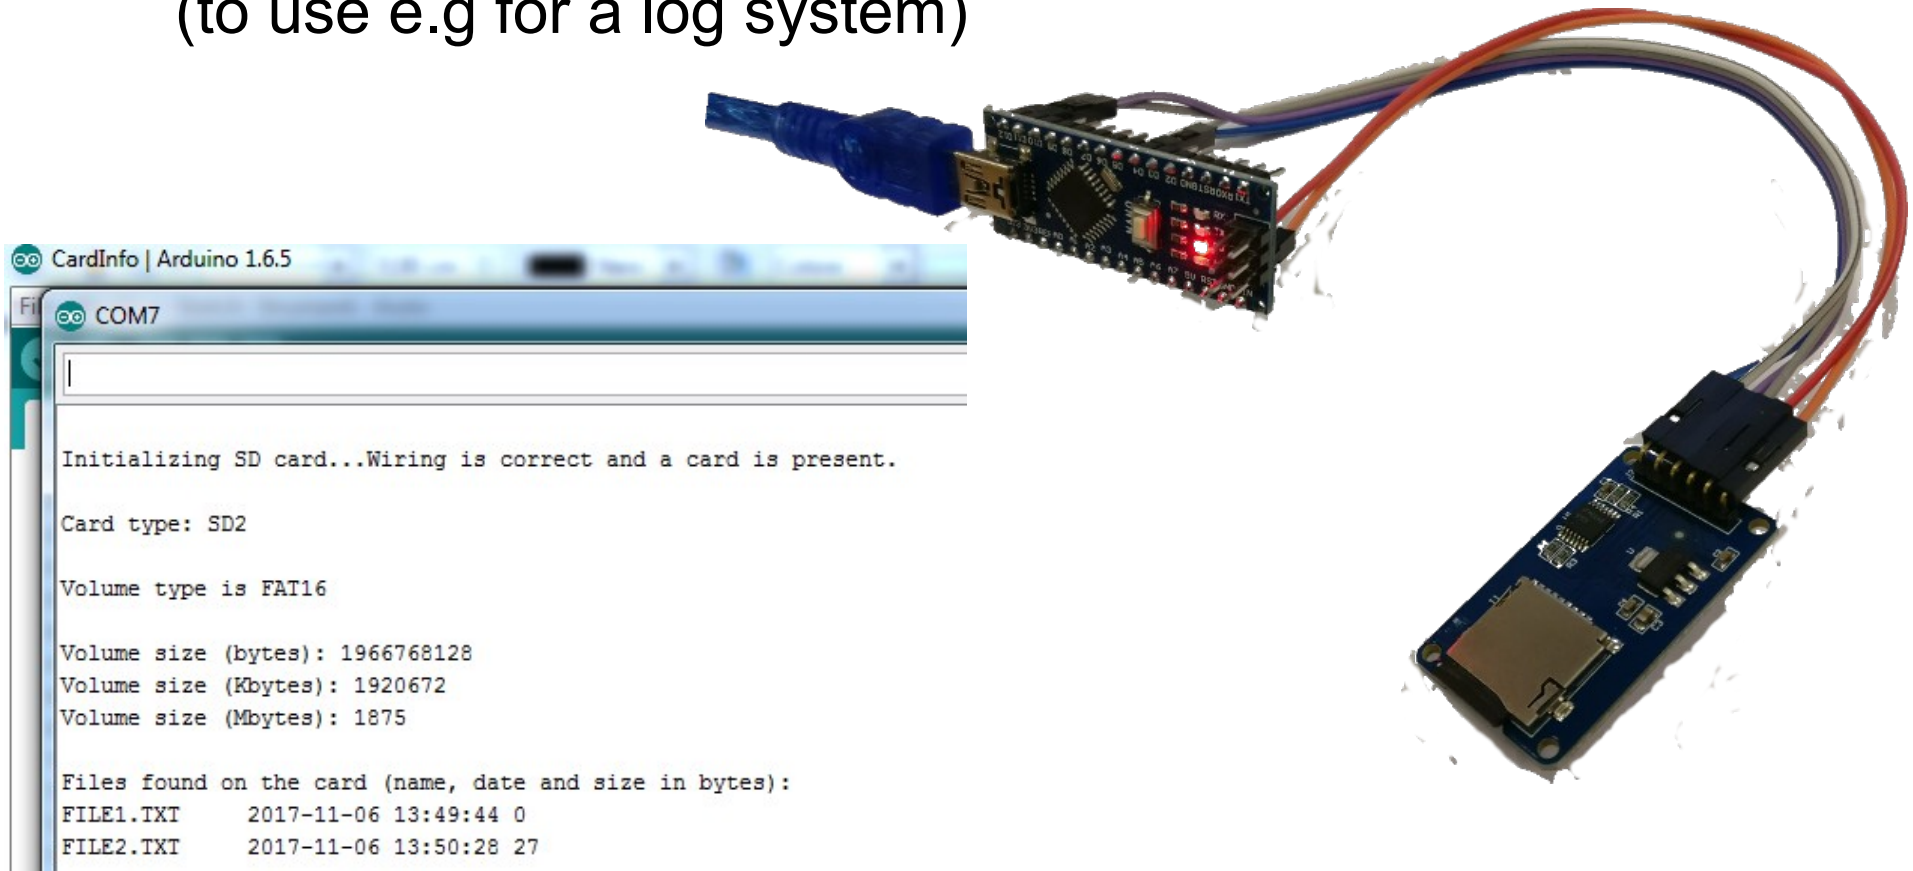 (to use e.g for a log system)
CardInfo | Arduino 1.6.5
COM7
Initializing SD card...Wiring is correct and a card is present.
Card type: SD2
Volume type is FAT16
Volume size (bytes): 1966768128
Volume size (Kbytes): 1920672
Volume size (Mbytes): 1875
Files found on the card (name, date and size in bytes):
FILE1.TXT 2017-11-06 13:49:44 0
FILE2.TXT 2017-11-06 13:50:28 27